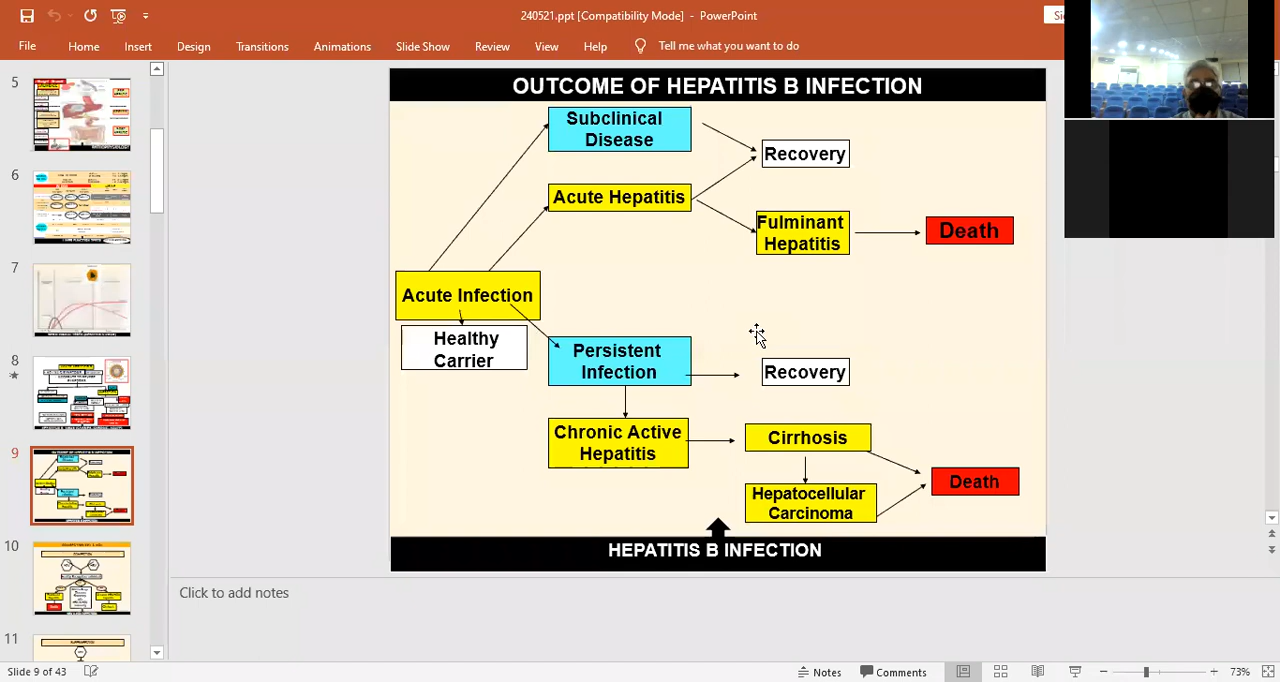 240521.ppt [Compatibility Mode] - PowerPoint
File
Home
Insert
Design
Transitions
Animations
Slide Show
Review
View
Help
Tell me what you want to do
5
6
7
8
9
10
11
OUTCOME OF HEPATITIS B INFECTION
Subclinical
Disease
Recovery
Acute Hepatitis
Fulminant
Hepatitis
Death
Acute Infection
Healthy
Carrier
Persistent
Infection
Recovery
Chronic Active
Hepatitis
Cirrhosis
Hepatocellular
Carcinoma
Death
HEPATITIS B INFECTION
Click to add notes
Slide 9 of 43
Notes
Comments
73%